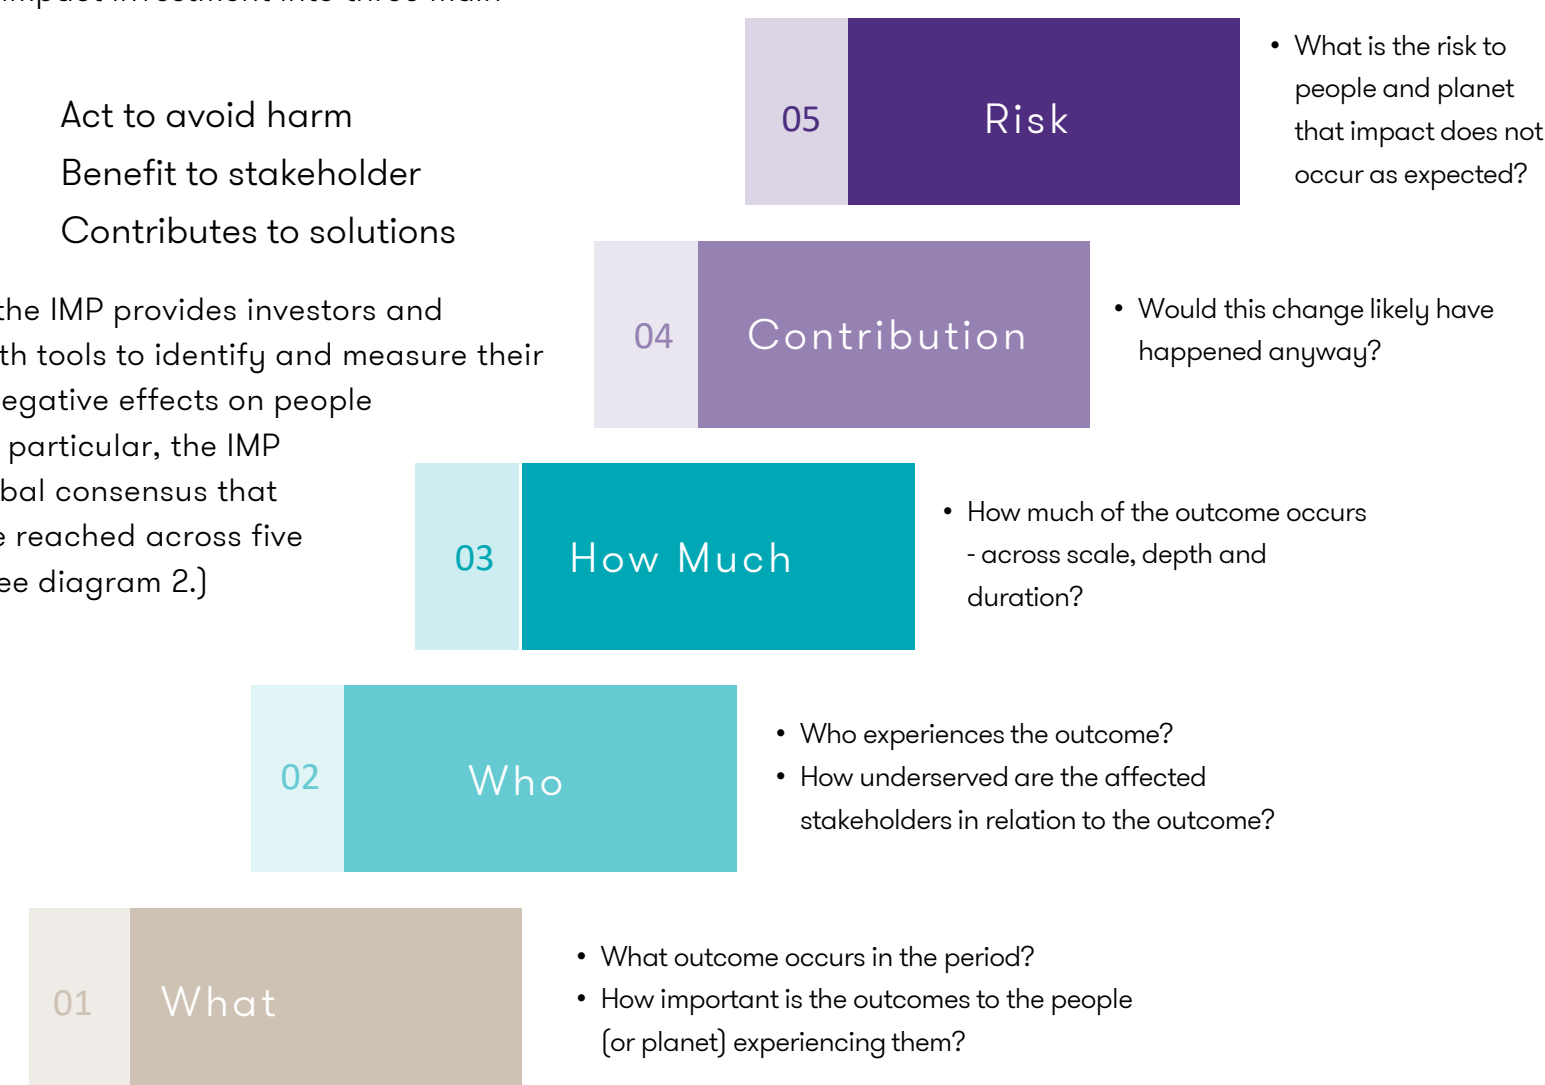 impact investment into three main
Act to avoid harm
Benefit to stakeholder
Contributes to solutions
the IMP provides investors and
th tools to identify and measure their
egative effects on people
particular, the IMP
bal consensus that
e reached across five
ee diagram 2.)
05
Risk
• What is the risk to
people and planet
that impact does not
occur as expected?
04
Contribution
• Would this change likely have
happened anyway?
03
How Much
• How much of the outcome occurs
- across scale, depth and
duration?
02
Who
• Who experiences the outcome?
• How underserved are the affected
stakeholders in relation to the outcome?
01
What
• What outcome occurs in the period?
• How important is the outcomes to the people
(or planet) experiencing them?